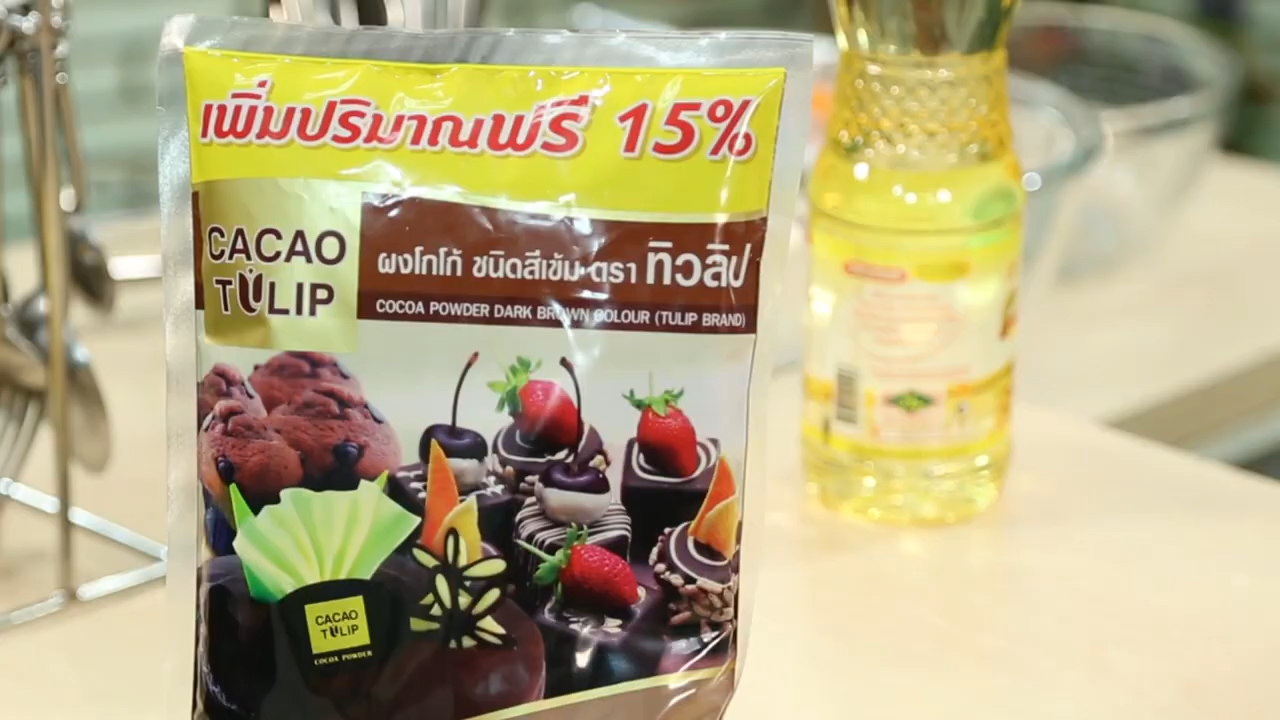 เพิ่มปริมาณฟรี 15%
CACAO
TULIP
ผงโกโก้ ชนิดสีเข้ม ตรา ทิวลิป
COCOA POWDER DARK BROWN COLOUR (TULIP BRAND)
CACAO
TULIP
COCOA POWDER